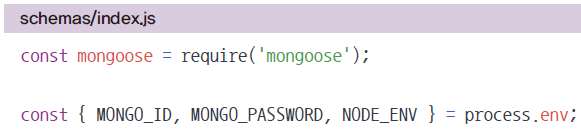 schemas/index.js
const mongoose = require('mongoose');
const { MONGO_ID, MONGO_PASSWORD, NODE_ENV } = process.env;